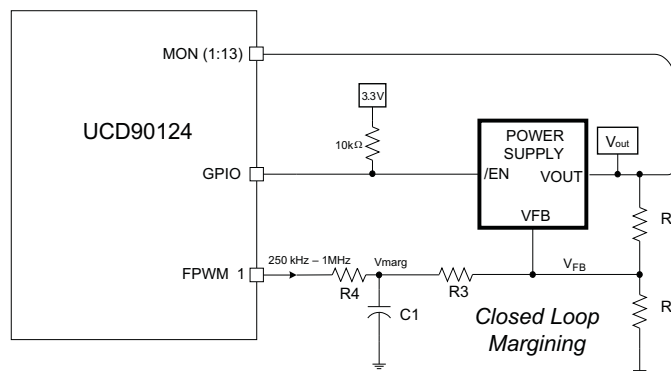 MON (1:13)
3.3V
UCD90124
10kΩ
POWER
SUPPLY
Vout
GPIO
/EN
VOUT
VFB
R
FPWM 1
250 kHz – 1MHz
Vmarg
VFB
R4
R3
R
C1
Closed Loop
Margining